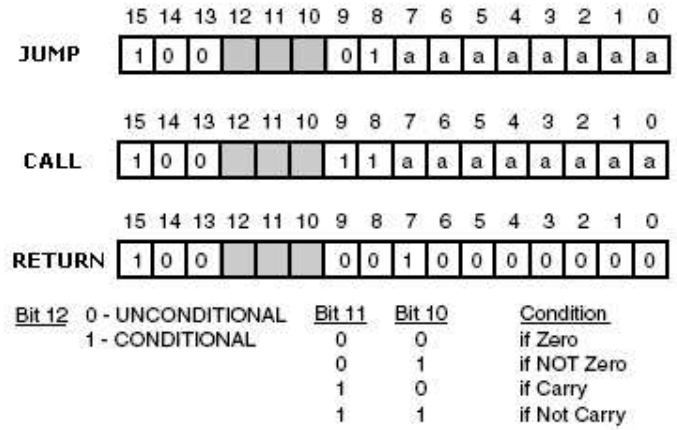 15 14 13 12 11 10 9 8 7 6 5 4 3 2 1 0
JUMP 1 0 0 0 1 a a a a a a a a
15 14 13 12 11 10 9 8 7 6 5 4 3 2 1 0
CALL 1 0 0 1 1 a a a a a a a a
15 14 13 12 11 10 9 8 7 6 5 4 3 2 1 0
RETURN 1 0 0 0 0 1 0 0 0 0 0 0 0
Bit 12 0 - UNCONDITIONAL Bit 11 Bit 10 Condition
1 - CONDITIONAL 0 0 if Zero
0 1 if NOT Zero
1 0 if Carry
1 1 if Not Carry